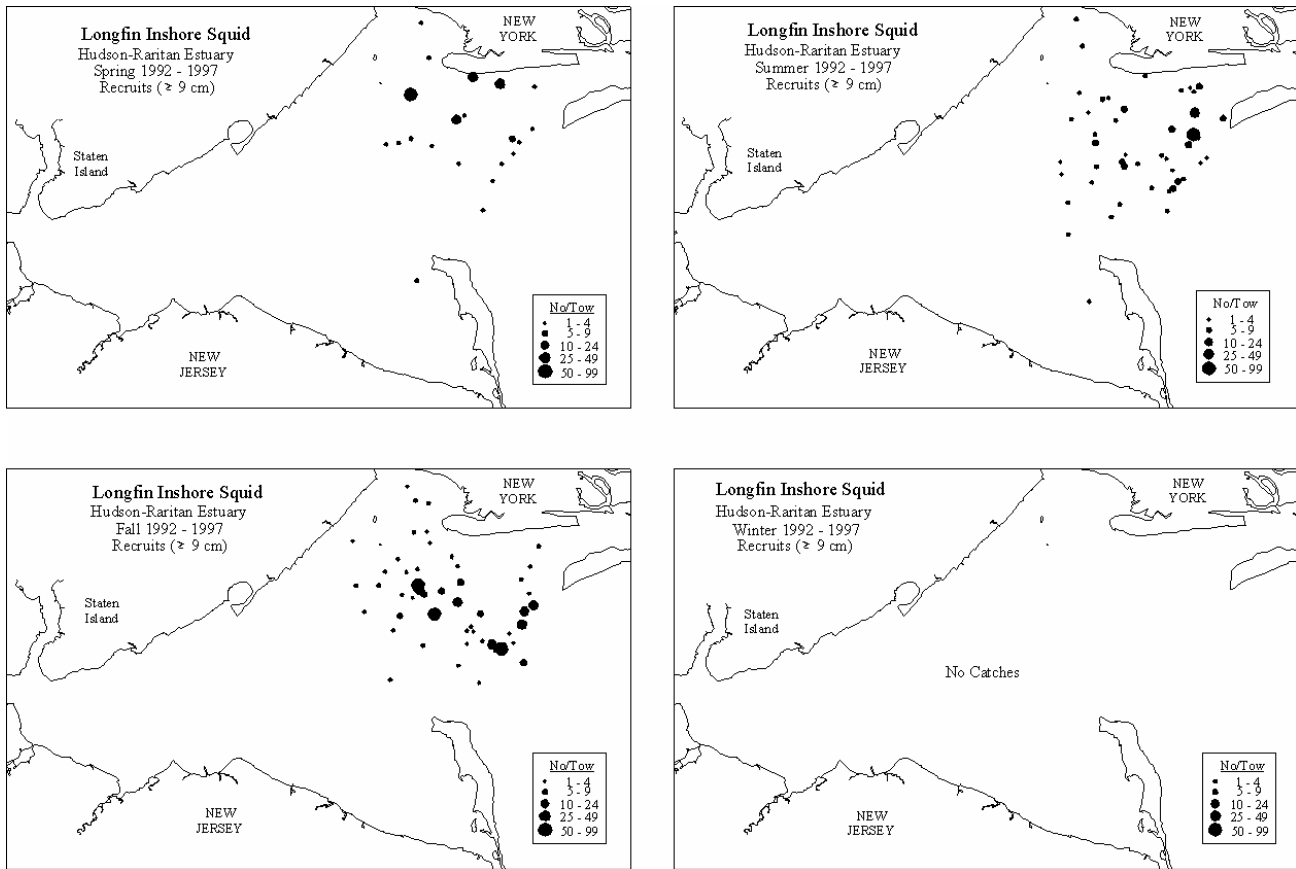 Longfin Inshore Squid
Hudson-Raritan Estuary
Spring 1992 - 1997
Recruits (≥ 9 cm)
NEW
YORK
Staten
Island
NEW
JERSEY
No/Tow
1 - 4
5 - 9
10 - 24
25 - 49
50 - 99
Longfin Inshore Squid
Hudson-Raritan Estuary
Summer 1992 - 1997
Recruits (≥ 9 cm)
NEW
YORK
Staten
Island
NEW
JERSEY
No/Tow
1 - 4
5 - 9
10 - 24
25 - 49
50 - 99
Longfin Inshore Squid
Hudson-Raritan Estuary
Fall 1992 - 1997
Recruits (≥ 9 cm)
NEW
YORK
Staten
Island
NEW
JERSEY
No/Tow
1 - 4
5 - 9
10 - 24
25 - 49
50 - 99
Longfin Inshore Squid
Hudson-Raritan Estuary
Winter 1992 - 1997
Recruits (≥ 9 cm)
NEW
YORK
Staten
Island
No Catches
NEW
JERSEY
No/Tow
1 - 4
5 - 9
10 - 24
25 - 49
50 - 99